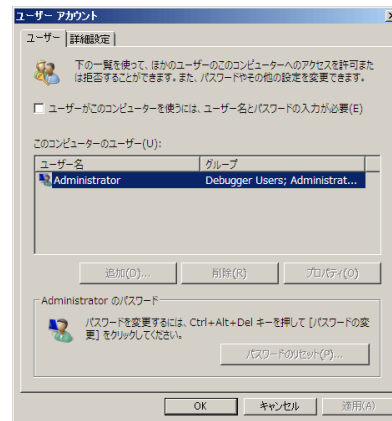 ユーザー アカウント
ユーザー 詳細設定
下の一覧を使って、ほかのユーザーのこのコンピューターへのアクセスを許可また
は拒否することができます。また、パスワードやその他の設定を変更できます。
ユーザーがこのコンピューターを使うには、ユーザー名とパスワードの入力が必要(E)
このコンピューターのユーザー(U):
ユーザー名 グループ
Administrator Debugger Users; Administrat...
追加(D)... 削除(R) プロパティ(O)
Administrator のパスワード
パスワードを変更するには、Ctrl+Alt+Del キーを押して [パスワードの変
更] をクリックしてください。
パスワードのリセット(P)...
OK キャンセル 適用(A)